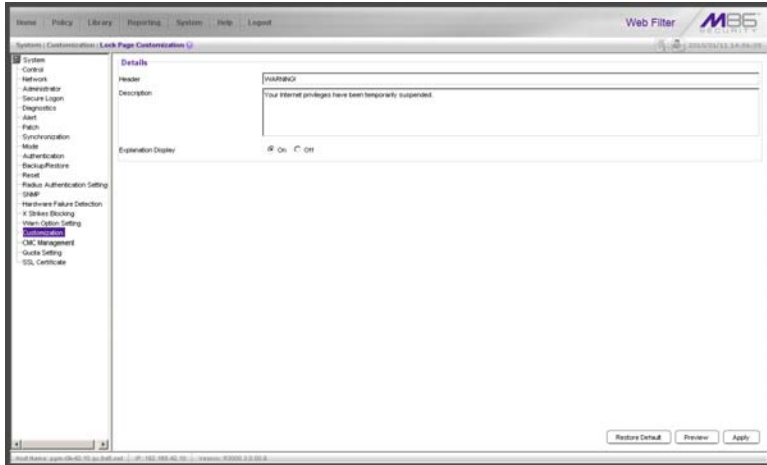 Home Policy Library Reporting System Help Logout
Web Filter
M86
SECURITY
System : Customization : Lock Page Customization
System
Control
Network
Administrator
Secure Logon
Diagnostics
Alert
Patch
Synchronization
Mode
Authentication
Backup/Restore
Reset
Radius Authentication Setting
SNMP
Hardware Failure Detection
X Strikes Blocking
Warn Option Setting
Customization
CMC Management
Quota Setting
SSL Certificate
Details
Header
WARNING!
Description
Your Internet privileges have been temporarily suspended.
Explanation Display
On Off
Restore Default Preview Apply
Host Name: